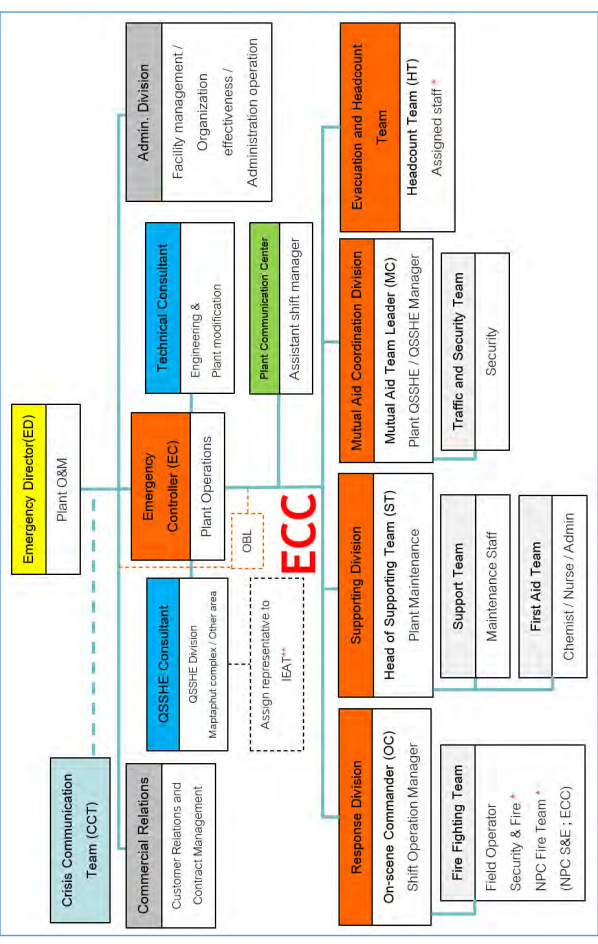 Emergency Director(ED)
Plant O&M
Crisis Communication
Team (CCT)
Commercial Relations
Customer Relations and
Contract Management
QSSHE Consultant
QSSHE Division
Maptaphut complex / Other area
Assign representative to
IEAT**
Emergency
Controller (EC)
Plant Operations
OBL
Technical Consultant
Engineering &
Plant modification
Admin. Division
Facility management /
Organization
effectiveness /
Administration operation
Plant Communication Center
Assistant shift manager
ECC
Response Division
On-scene Commander (OC)
Shift Operation Manager
Fire Fighting Team
Field Operator
Security & Fire *
NPC Fire Team *
(NPC S&E ; ECC)
Supporting Division
Head of Supporting Team (ST)
Plant Maintenance
Support Team
Maintenance Staff
First Aid Team
Chemist / Nurse / Admin
Mutual Aid Coordination Division
Mutual Aid Team Leader (MC)
Plant QSSHE / QSSHE Manager
Traffic and Security Team
Security
Evacuation and Headcount
Team
Headcount Team (HT)
Assigned staff *